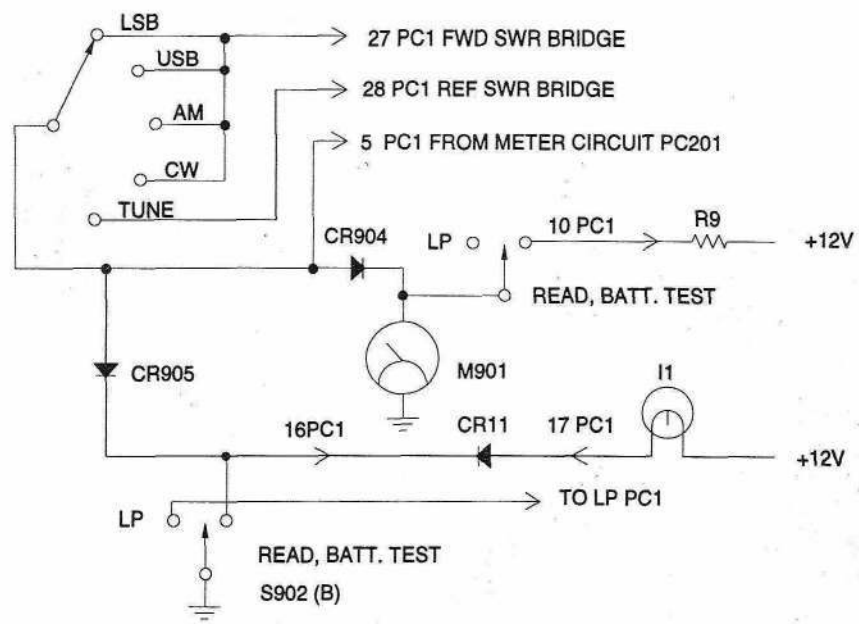 LSB
27 PC1 FWD SWR BRIDGE
USB
28 PC1 REF SWR BRIDGE
AM
5 PC1 FROM METER CIRCUIT PC201
CW
TUNE
CR904
LP
10 PC1
R9
+12V
READ, BATT. TEST
CR905
M901
I1
16PC1
CR11
17 PC1
+12V
LP
TO LP PC1
READ, BATT. TEST
S902 (B)